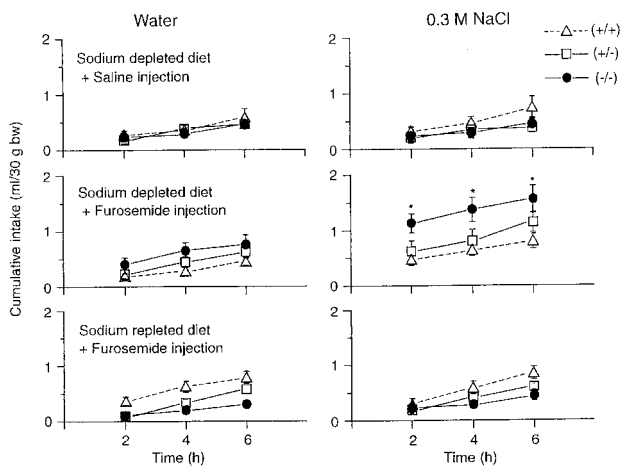 Water
0.3 M NaCl
(+/+)
(+/-)
(-/-)
Cumulative intake (ml/30 g bw)
2
Sodium depleted diet
+ Saline injection
1
0
2
1
0
2
Sodium depleted diet
+ Furosemide injection
1
0
2
1
0
* * *
2
Sodium repleted diet
+ Furosemide injection
1
0
2
1
0
2 4 6
Time (h)
2 4 6
Time (h)